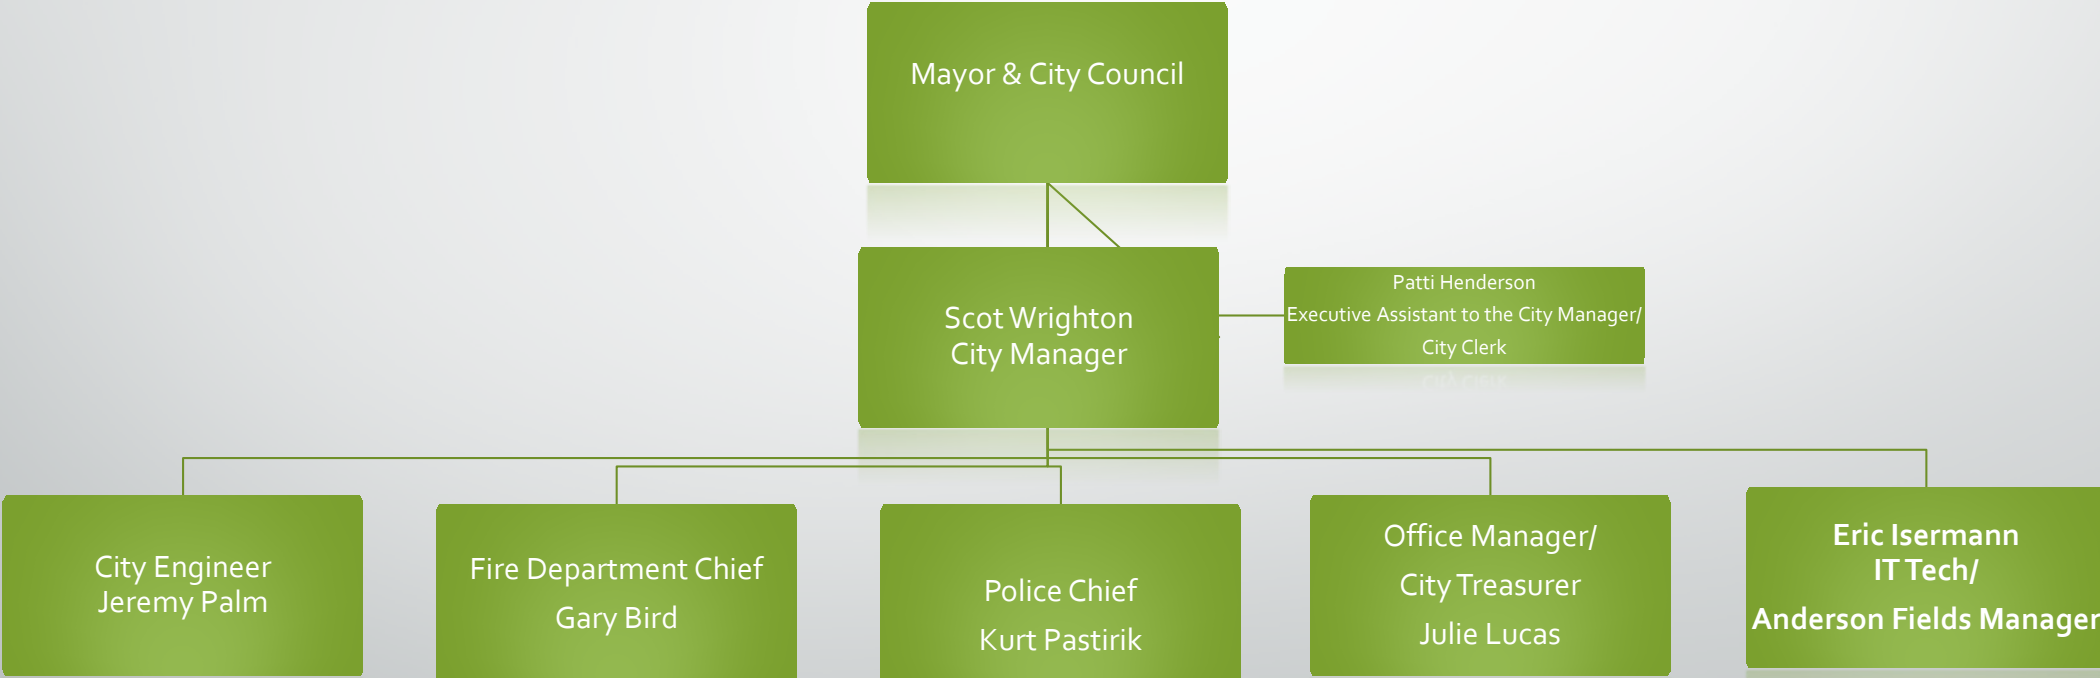 Mayor & City Council
Scot Wrighton
City Manager
Patti Henderson
Executive Assistant to the City Manager/
City Clerk
City Engineer
Jeremy Palm
Fire Department Chief
Gary Bird
Police Chief
Kurt Pastirik
Office Manager/
City Treasurer
Julie Lucas
Eric Isermann
IT Tech/
Anderson Fields Manager